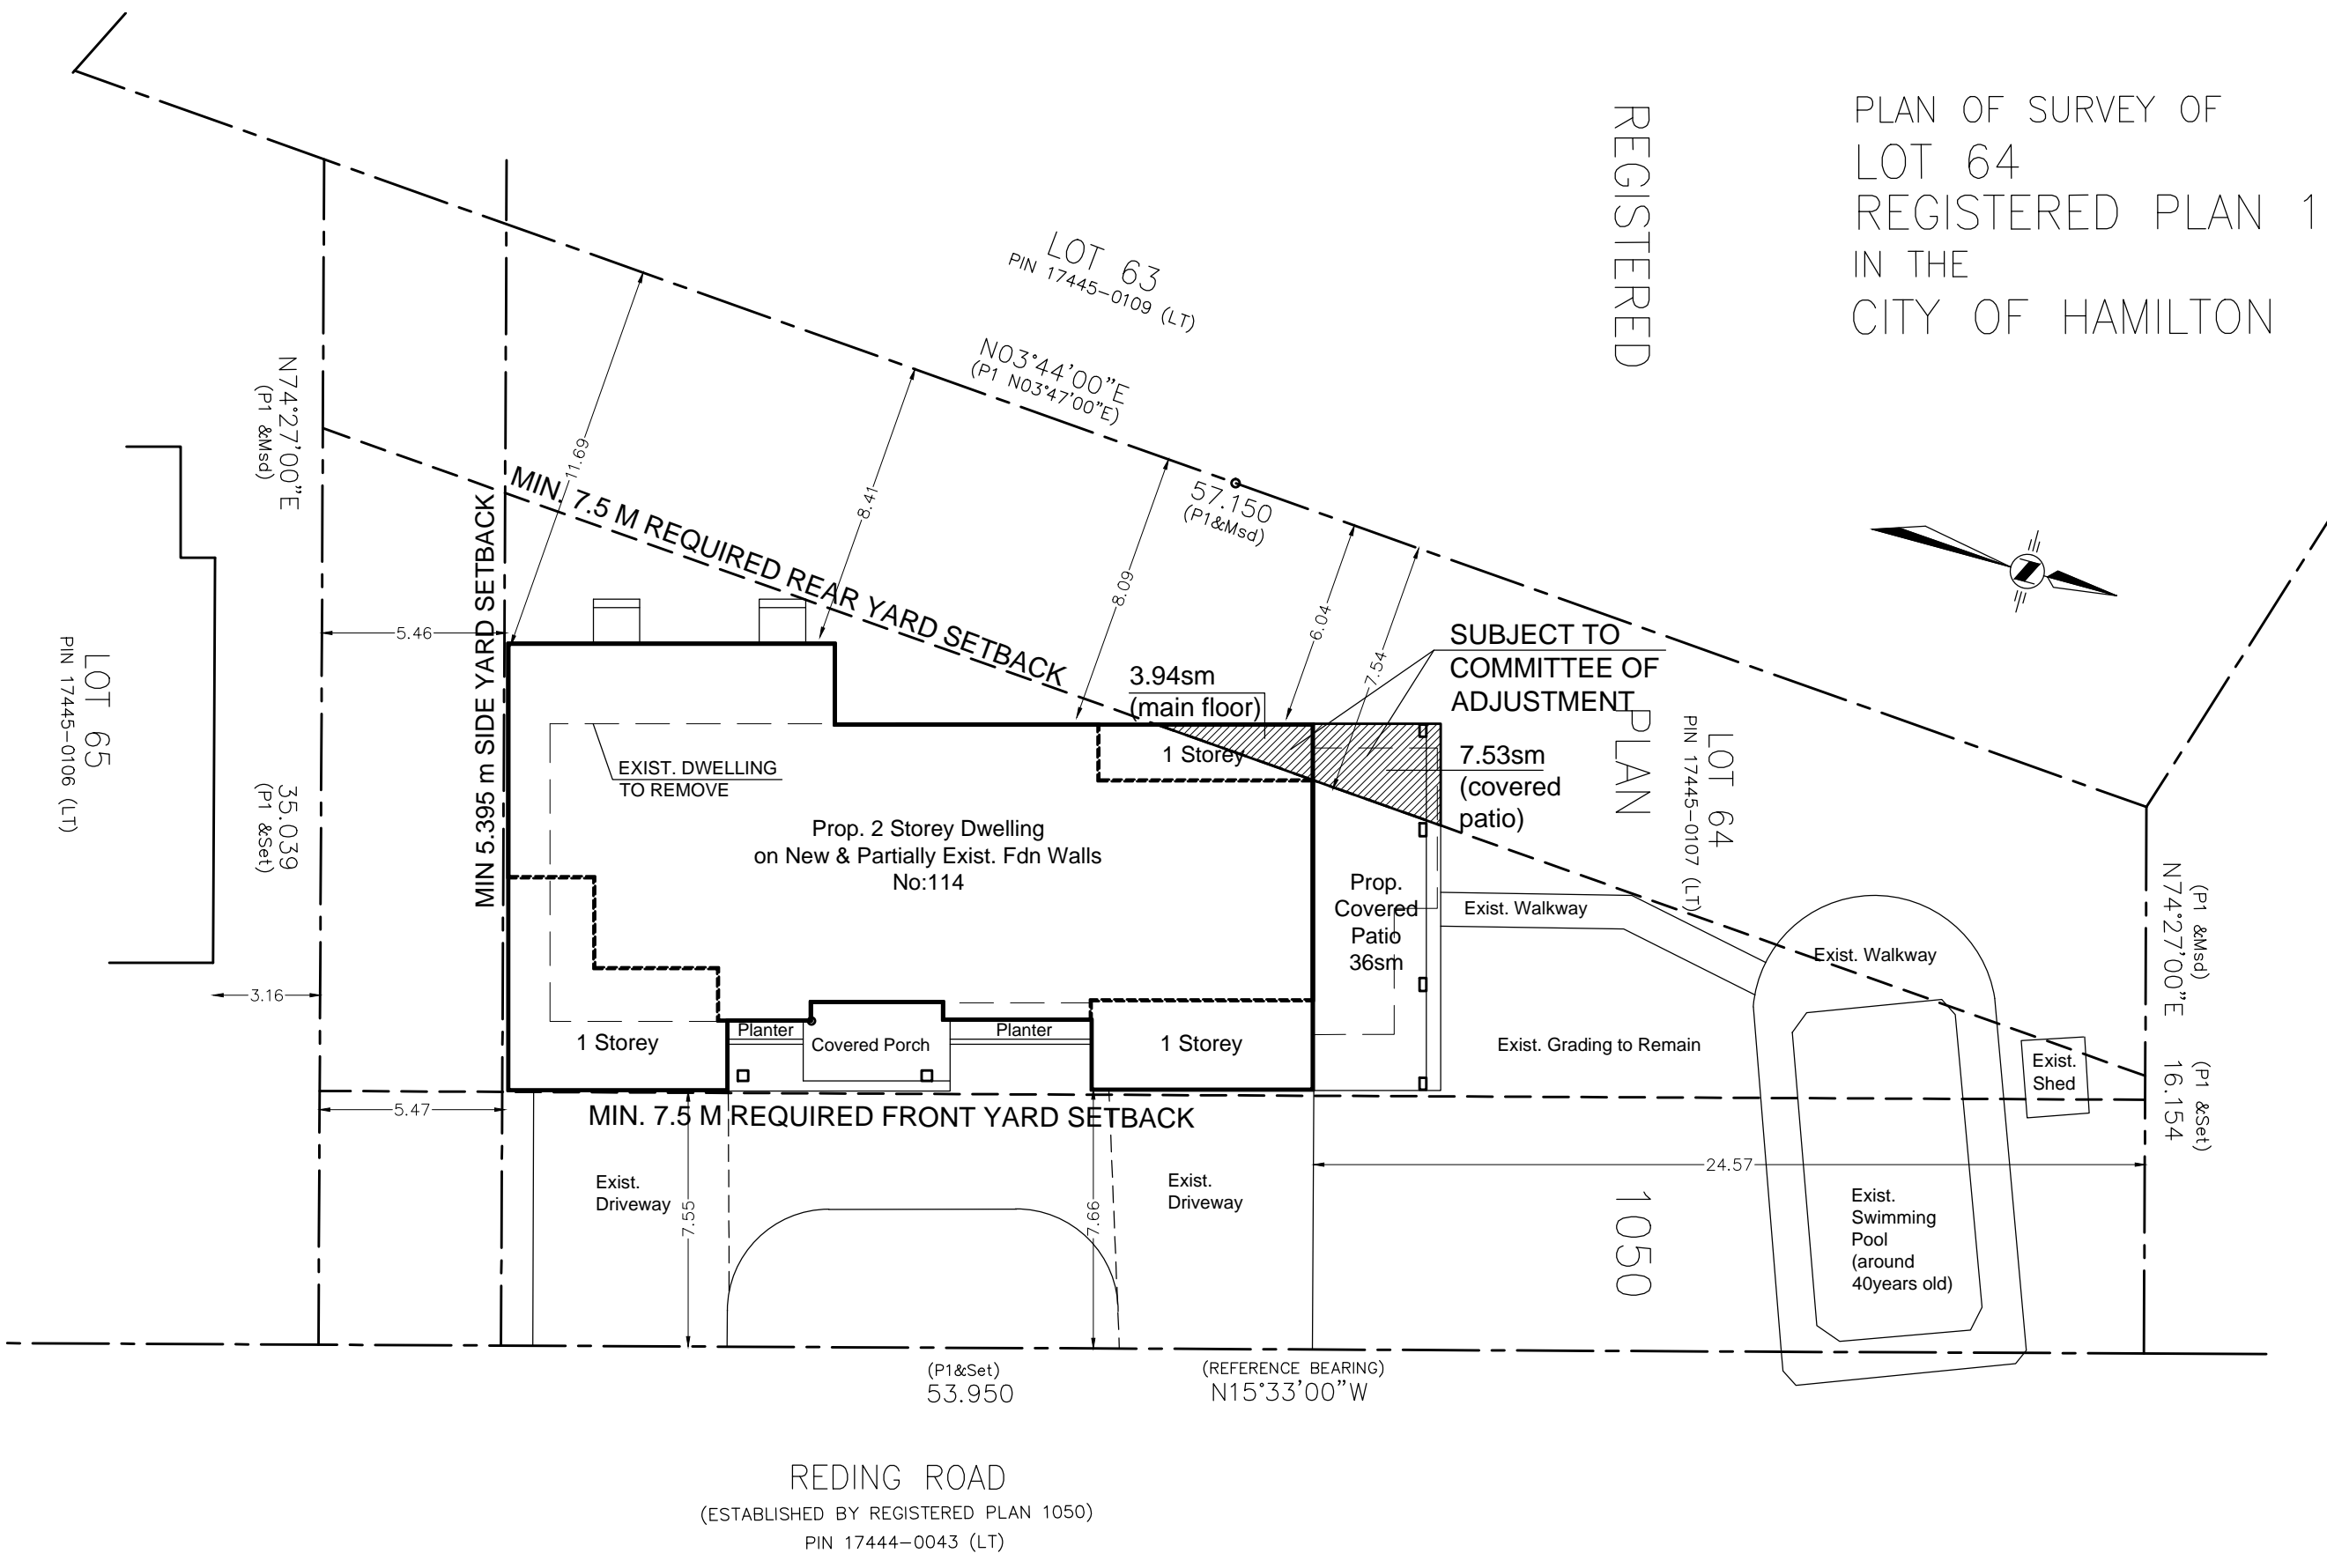 PLAN OF SURVEY OF
LOT 64
REGISTERED PLAN 1
IN THE
CITY OF HAMILTON
REGISTERED
PLAN
1050
LOT 63
PIN 17445-0109 (LT)
N03°44'00"E
(P1 N03°47'00"E)
57.150
(P1&Msd)
N74°27'00"E
(P1 &Msd)
35.039
(P1 &Set)
LOT 65
PIN 17445-0106 (LT)
5.46
3.16
5.47
11.69
8.41
8.09
6.04
7.54
MIN. 7.5 M REQUIRED REAR YARD SETBACK
MIN 5.395 m SIDE YARD SETBACK
SUBJECT TO
COMMITTEE OF
ADJUSTMENT
3.94sm
(main floor)
1 Storey
7.53sm
(covered
patio)
LOT 64
PIN 17445-0107 (LT)
EXIST. DWELLING
TO REMOVE
Prop. 2 Storey Dwelling
on New & Partially Exist. Fdn Walls
No:114
Prop.
Covered
Patio
36sm
Exist. Walkway
Exist. Walkway
(P1 &Msd)
N74°27'00"E
(P1 &Set)
16.154
1 Storey
Planter
Covered Porch
Planter
1 Storey
Exist. Grading to Remain
Exist.
Shed
MIN. 7.5 M REQUIRED FRONT YARD SETBACK
24.57
Exist.
Driveway
7.55
7.66
Exist.
Driveway
Exist.
Swimming
Pool
(around
40years old)
(P1&Set)
53.950
(REFERENCE BEARING)
N15°33'00"W
REDING ROAD
(ESTABLISHED BY REGISTERED PLAN 1050)
PIN 17444-0043 (LT)